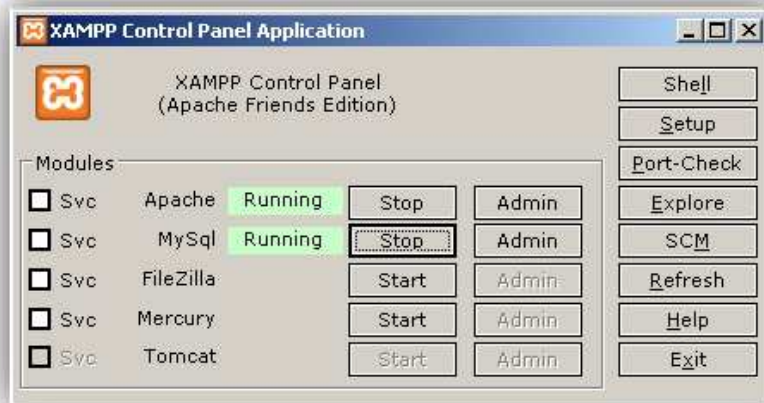 XAMPP Control Panel Application
XAMPP Control Panel
(Apache Friends Edition)
Modules
Svc Apache Running Stop Admin
Svc MySql Running Stop Admin
Svc FileZilla Start Admin
Svc Mercury Start Admin
Svc Tomcat Start Admin
Shell
Setup
Port-Check
Explore
SCM
Refresh
Help
Exit